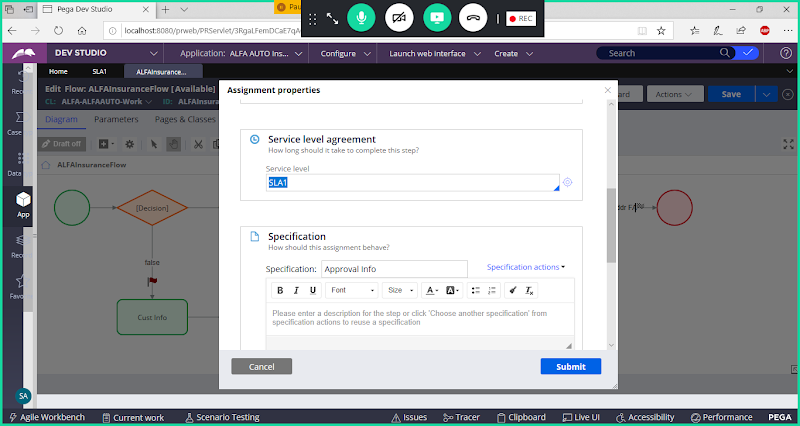 Pega Dev Studio
Pau
REC
localhost:8080/prweb/PRServlet/3RgaLFemDCaE7qA
ABP
DEV STUDIO
Application: ALFA AUTO Ins...
Configure
Launch web interface
Create
Search
Home
SLA1
ALFAInsurance...
Edit Flow: ALFAInsuranceFlow [Available]
CL: ALFA-ALFAAUTO-Work
ID: ALFAInsu
ard
Actions
Save
Diagram
Parameters
Pages & Classes
Draft off
ALFAInsuranceFlow
Reco
Case
App
Reco
Favo
SA
[Decision]
false
Cust Info
Assignment properties
Service level agreement
How long should it take to complete this step?
Service level
SLA1
Specification
How should this assignment behave?
Specification:
Approval Info
Specification actions
B I U
Font
Size
A
A
Please enter a description for the step or click 'Choose another specification' from
specification actions to reuse a specification
Cancel
Submit
Agile Workbench
Current work
Scenario Testing
Issues
Tracer
Clipboard
Live UI
Accessibility
Performance
PEGA